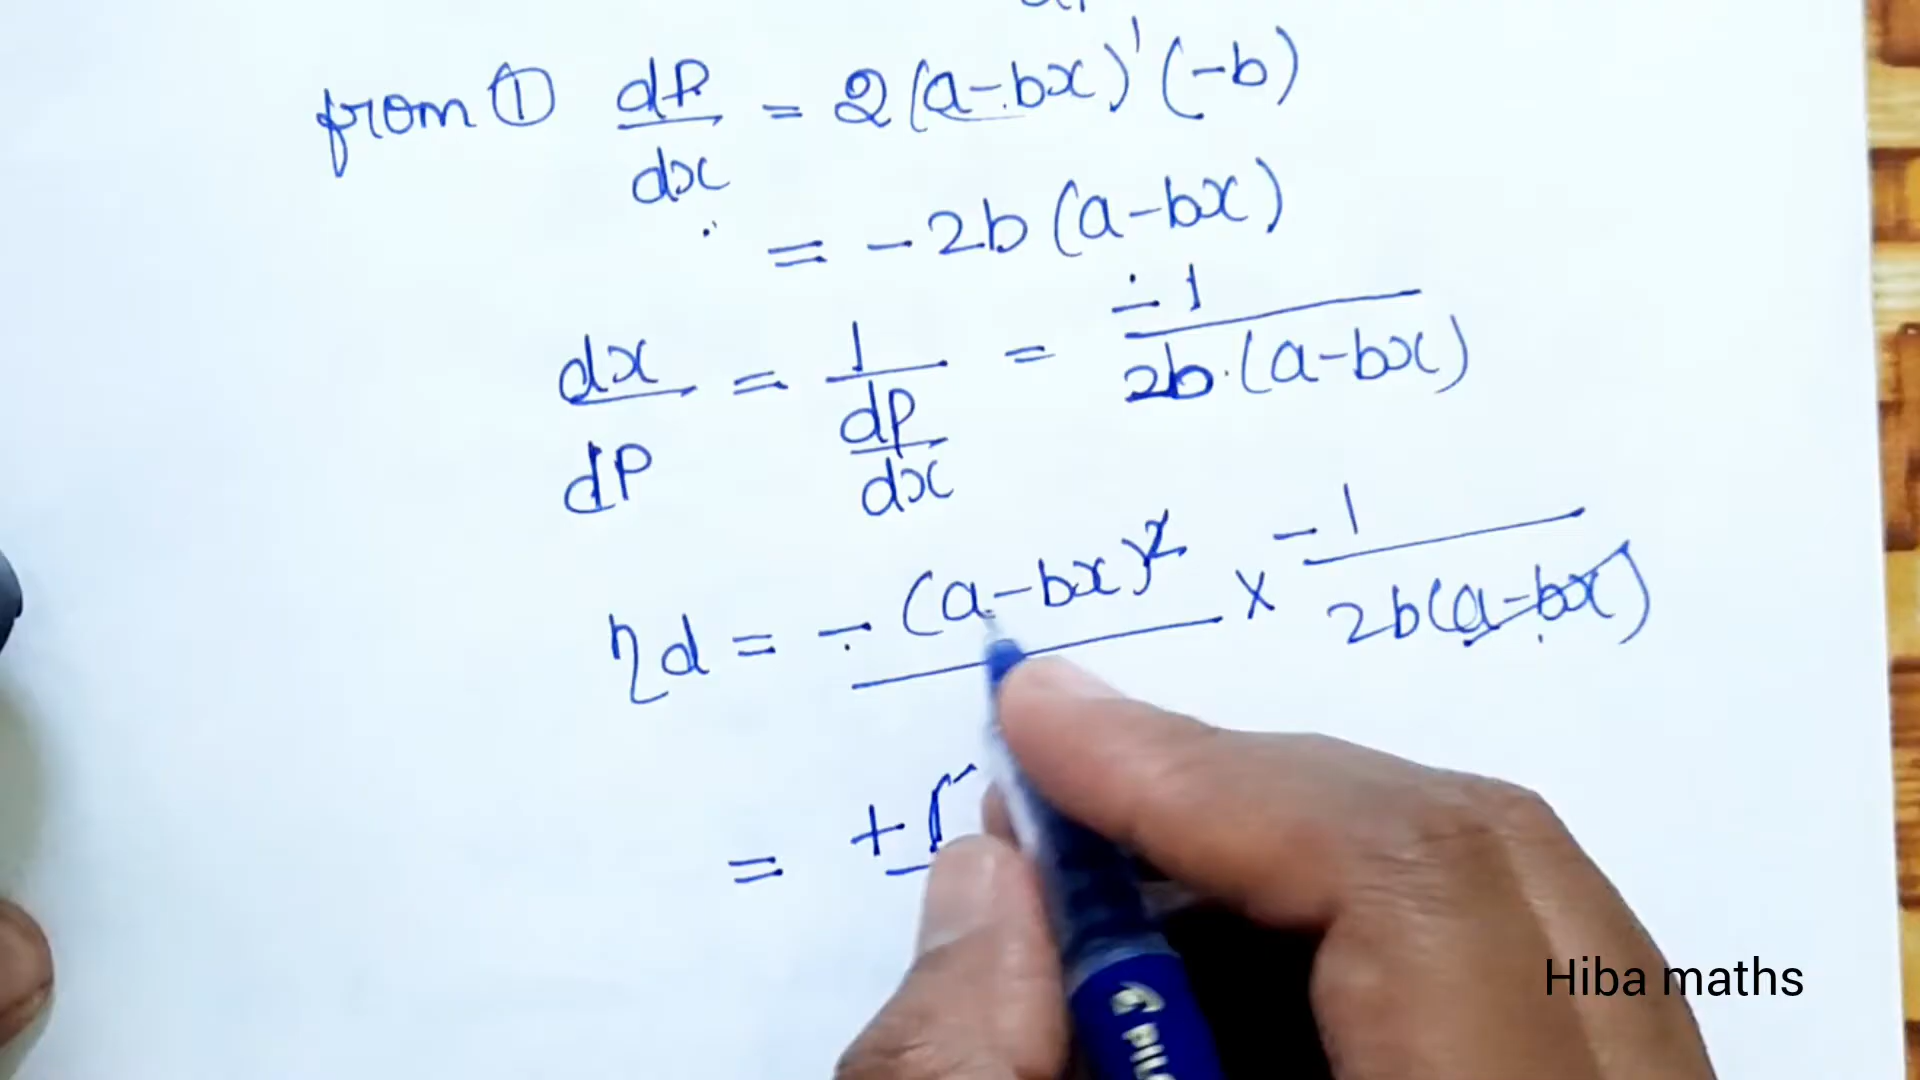 from ① dP/dx = 2(a-bx)¹(-b)
= -2b(a-bx)
dx/dP = 1/(dP/dx) = -1/2b.(a-bx)
ηd = -(a-bx)² × -1/2b(a-bx)
= +(
Hiba maths